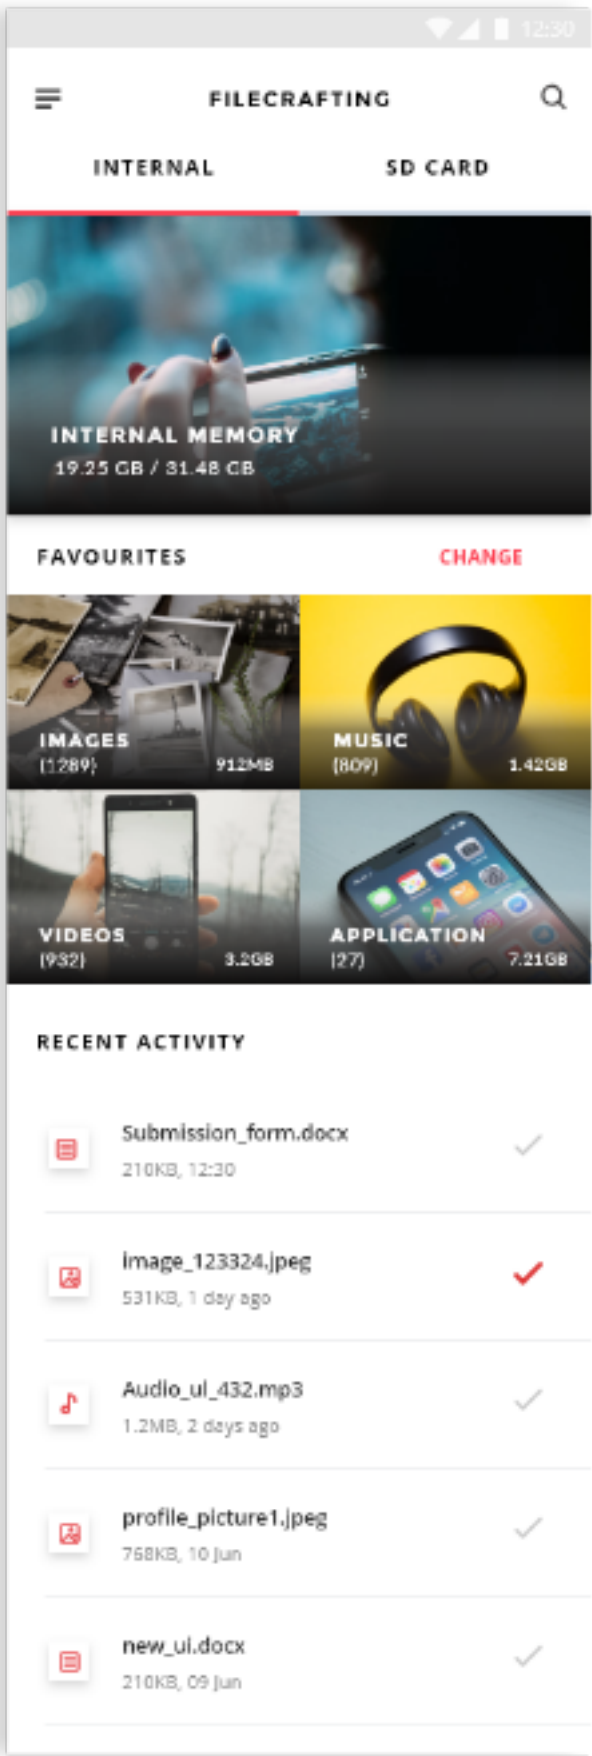 12:30
FILECRAFTING
INTERNAL SD CARD
INTERNAL MEMORY
19.25 GB / 31.48 GB
FAVOURITES CHANGE
IMAGES
(1289) 912MB
MUSIC
(809) 1.42GB
VIDEOS
(932) 3.2GB
APPLICATION
(27) 7.21GB
RECENT ACTIVITY
Submission_form.docx
210KB, 12:30
image_123324.jpeg
531KB, 1 day ago
Audio_ui_432.mp3
1.2MB, 2 days ago
profile_picture1.jpeg
768KB, 10 Jun
new_ui.docx
210KB, 09 Jun